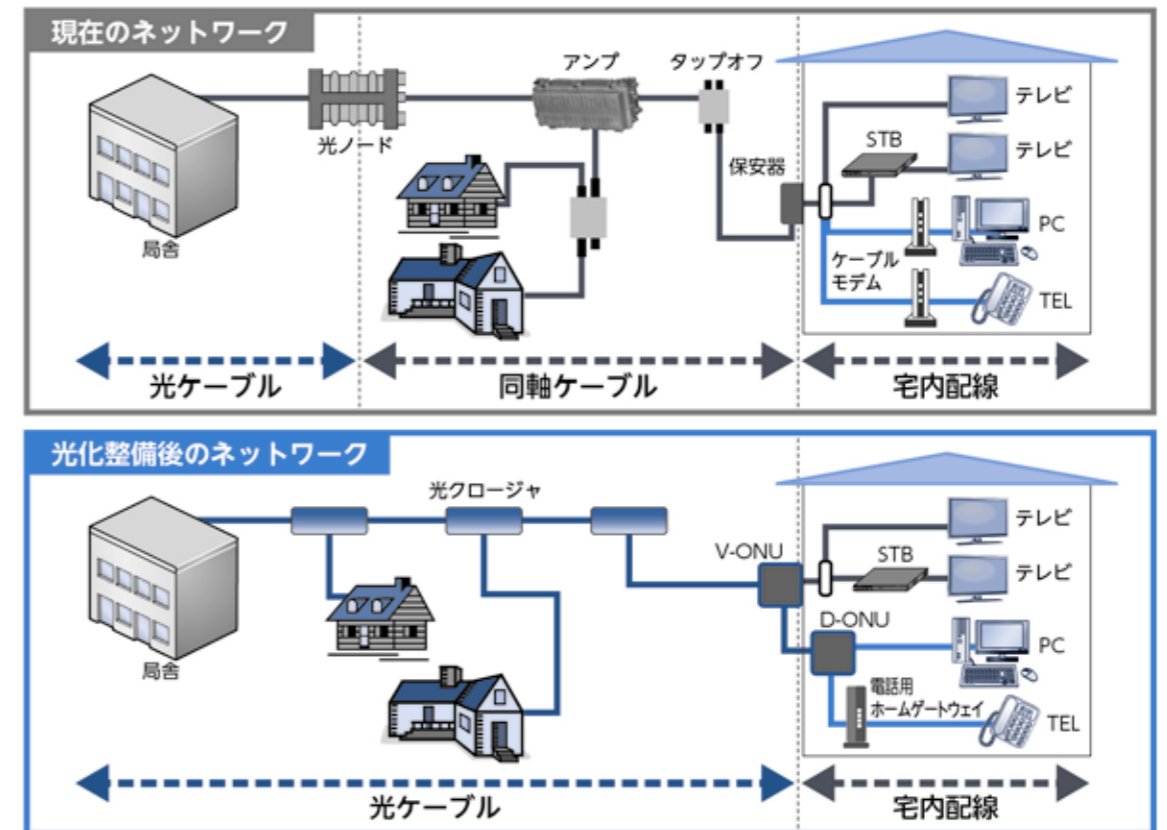 現在のネットワーク
アンプ
タップオフ
テレビ
光ノード
STB
テレビ
保安器
PC
局舎
ケーブル
モデム
TEL
光ケーブル
同軸ケーブル
宅内配線
光化整備後のネットワーク
光クロージャ
テレビ
V-ONU
STB
テレビ
D-ONU
PC
局舎
電話用
ホームゲートウェイ
TEL
光ケーブル
宅内配線